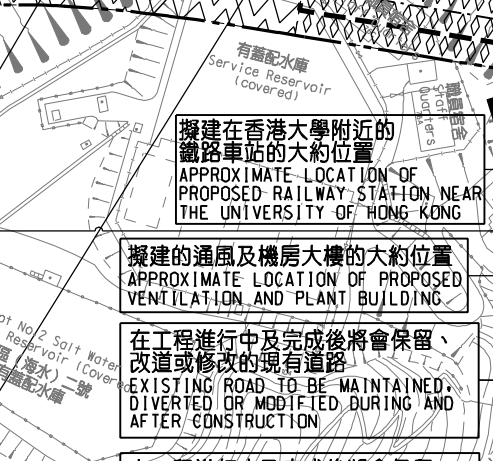 有蓋配水庫
Service Reservoir
(covered)
職員宿舍
Staff
Quarters
擬建在香港大學附近的
鐵路車站的大約位置
APPROXIMATE LOCATION OF
PROPOSED RAILWAY STATION NEAR
THE UNIVERSITY OF HONG KONG
擬建的通風及機房大樓的大約位置
APPROXIMATE LOCATION OF PROPOSED
VENTILATION AND PLANT BUILDING
No.2 Salt Water
Reservoir (Covered
(海水)二號
蓋配水庫
在工程進行中及完成後將會保留、
改道或修改的現有道路
EXISTING ROAD TO BE MAINTAINED,
DIVERTED OR MODIFIED DURING AND
AFTER CONSTRUCTION